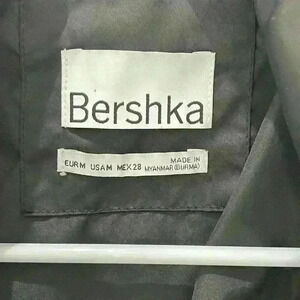 Bershka
EUR M USA M MEX 28 MADE IN
MYANMAR (BURMA)